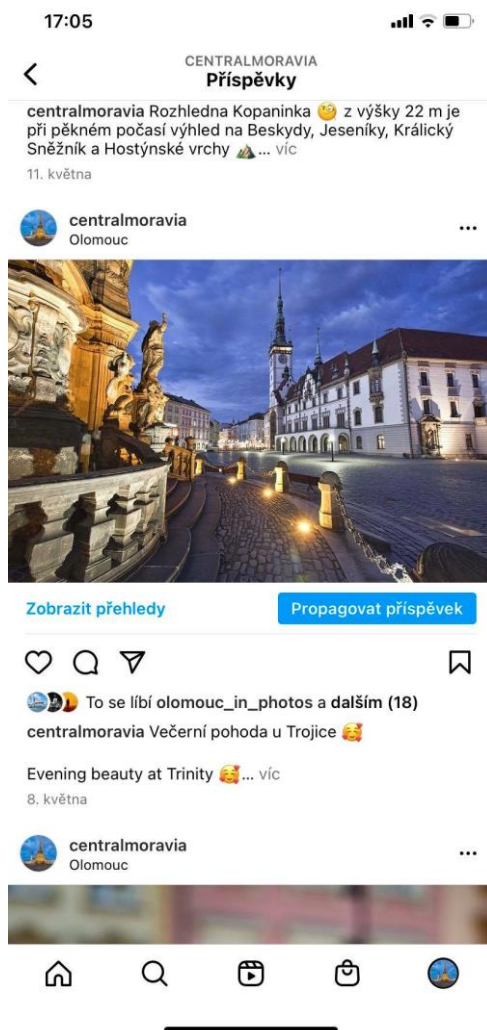 17:05
CENTRALMORAVIA
Příspěvky
centralmoravia Rozhledna Kopaninka 🧐 z výšky 22 m je
při pěkném počasí výhled na Beskydy, Jeseníky, Králický
Sněžník a Hostýnské vrchy ⛰️... víc
11. května
centralmoravia
Olomouc
Zobrazit přehledy
Propagovat příspěvek
To se líbí olomouc_in_photos a dalším (18)
centralmoravia Večerní pohoda u Trojice 🥰
Evening beauty at Trinity 🥰... víc
8. května
centralmoravia
Olomouc